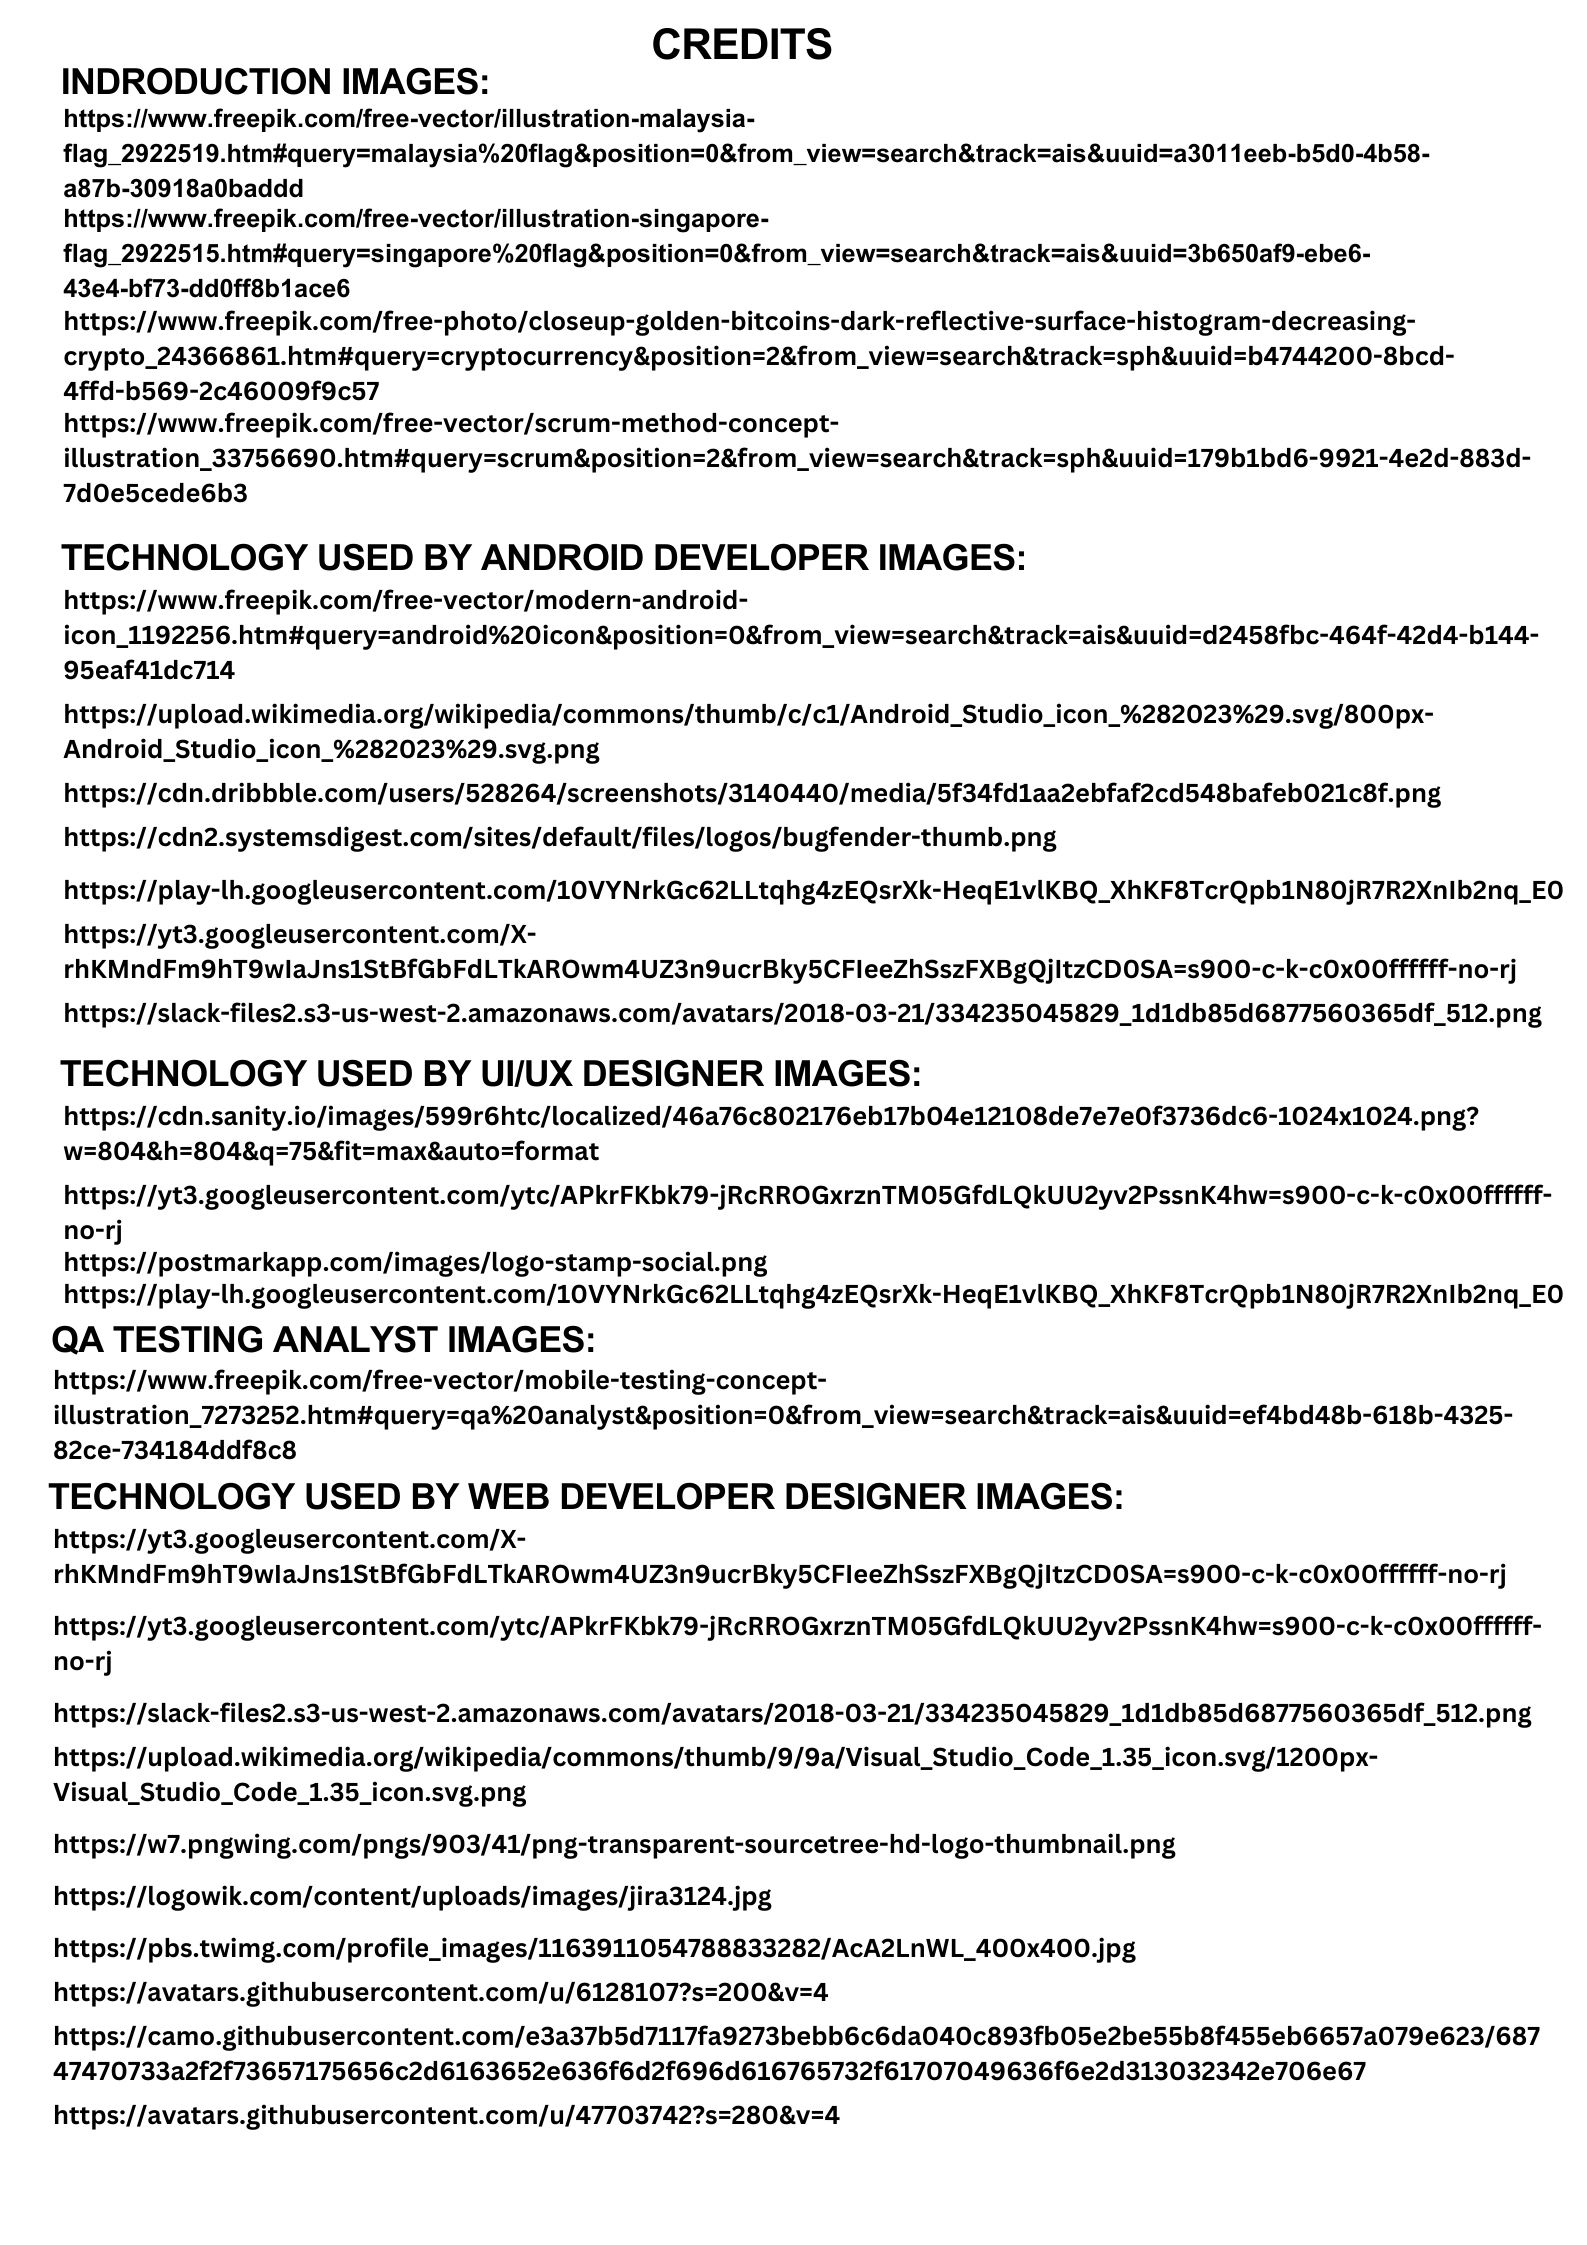 CREDITS
INDRODUCTION IMAGES:
https://www.freepik.com/free-vector/illustration-malaysia-
flag_2922519.htm#query=malaysia%20flag&position=0&from_view=search&track=ais&uuid=a3011eeb-b5d0-4b58-
a87b-30918a0baddd
https://www.freepik.com/free-vector/illustration-singapore-
flag_2922515.htm#query=singapore%20flag&position=0&from_view=search&track=ais&uuid=3b650af9-ebe6-
43e4-bf73-dd0ff8b1ace6
https://www.freepik.com/free-photo/closeup-golden-bitcoins-dark-reflective-surface-histogram-decreasing-
crypto_24366861.htm#query=cryptocurrency&position=2&from_view=search&track=sph&uuid=b4744200-8bcd-
4ffd-b569-2c46009f9c57
https://www.freepik.com/free-vector/scrum-method-concept-
illustration_33756690.htm#query=scrum&position=2&from_view=search&track=sph&uuid=179b1bd6-9921-4e2d-883d-
7d0e5cede6b3
TECHNOLOGY USED BY ANDROID DEVELOPER IMAGES:
https://www.freepik.com/free-vector/modern-android-
icon_1192256.htm#query=android%20icon&position=0&from_view=search&track=ais&uuid=d2458fbc-464f-42d4-b144-
95eaf41dc714
https://upload.wikimedia.org/wikipedia/commons/thumb/c/c1/Android_Studio_icon_%282023%29.svg/800px-
Android_Studio_icon_%282023%29.svg.png
https://cdn.dribbble.com/users/528264/screenshots/3140440/media/5f34fd1aa2ebfaf2cd548bafeb021c8f.png
https://cdn2.systemsdigest.com/sites/default/files/logos/bugfender-thumb.png
https://play-lh.googleusercontent.com/10VYNrkGc62LLtqhg4zEQsrXk-HeqE1vlKBQ_XhKF8TcrQpb1N80jR7R2XnIb2nq_E0
https://yt3.googleusercontent.com/X-
rhKMndFm9hT9wIaJns1StBfGbFdLTkAROwm4UZ3n9ucrBky5CFIeeZhSszFXBgQjItzCD0SA=s900-c-k-c0x00ffffff-no-rj
https://slack-files2.s3-us-west-2.amazonaws.com/avatars/2018-03-21/334235045829_1d1db85d6877560365df_512.png
TECHNOLOGY USED BY UI/UX DESIGNER IMAGES:
https://cdn.sanity.io/images/599r6htc/localized/46a76c802176eb17b04e12108de7e7e0f3736dc6-1024x1024.png?
w=804&h=804&q=75&fit=max&auto=format
https://yt3.googleusercontent.com/ytc/APkrFKbk79-jRcRROGxrznTM05GfdLQkUU2yv2PssnK4hw=s900-c-k-c0x00ffffff-
no-rj
https://postmarkapp.com/images/logo-stamp-social.png
https://play-lh.googleusercontent.com/10VYNrkGc62LLtqhg4zEQsrXk-HeqE1vlKBQ_XhKF8TcrQpb1N80jR7R2XnIb2nq_E0
QA TESTING ANALYST IMAGES:
https://www.freepik.com/free-vector/mobile-testing-concept-
illustration_7273252.htm#query=qa%20analyst&position=0&from_view=search&track=ais&uuid=ef4bd48b-618b-4325-
82ce-734184ddf8c8
TECHNOLOGY USED BY WEB DEVELOPER DESIGNER IMAGES:
https://yt3.googleusercontent.com/X-
rhKMndFm9hT9wIaJns1StBfGbFdLTkAROwm4UZ3n9ucrBky5CFIeeZhSszFXBgQjItzCD0SA=s900-c-k-c0x00ffffff-no-rj
https://yt3.googleusercontent.com/ytc/APkrFKbk79-jRcRROGxrznTM05GfdLQkUU2yv2PssnK4hw=s900-c-k-c0x00ffffff-
no-rj
https://slack-files2.s3-us-west-2.amazonaws.com/avatars/2018-03-21/334235045829_1d1db85d6877560365df_512.png
https://upload.wikimedia.org/wikipedia/commons/thumb/9/9a/Visual_Studio_Code_1.35_icon.svg/1200px-
Visual_Studio_Code_1.35_icon.svg.png
https://w7.pngwing.com/pngs/903/41/png-transparent-sourcetree-hd-logo-thumbnail.png
https://logowik.com/content/uploads/images/jira3124.jpg
https://pbs.twimg.com/profile_images/1163911054788833282/AcA2LnWL_400x400.jpg
https://avatars.githubusercontent.com/u/6128107?s=200&v=4
https://camo.githubusercontent.com/e3a37b5d7117fa9273bebb6c6da040c893fb05e2be55b8f455eb6657a079e623/687
47470733a2f2f73657175656c2d6163652e636f6d2f696d616765732f61707049636f6e2d313032342e706e67
https://avatars.githubusercontent.com/u/47703742?s=280&v=4